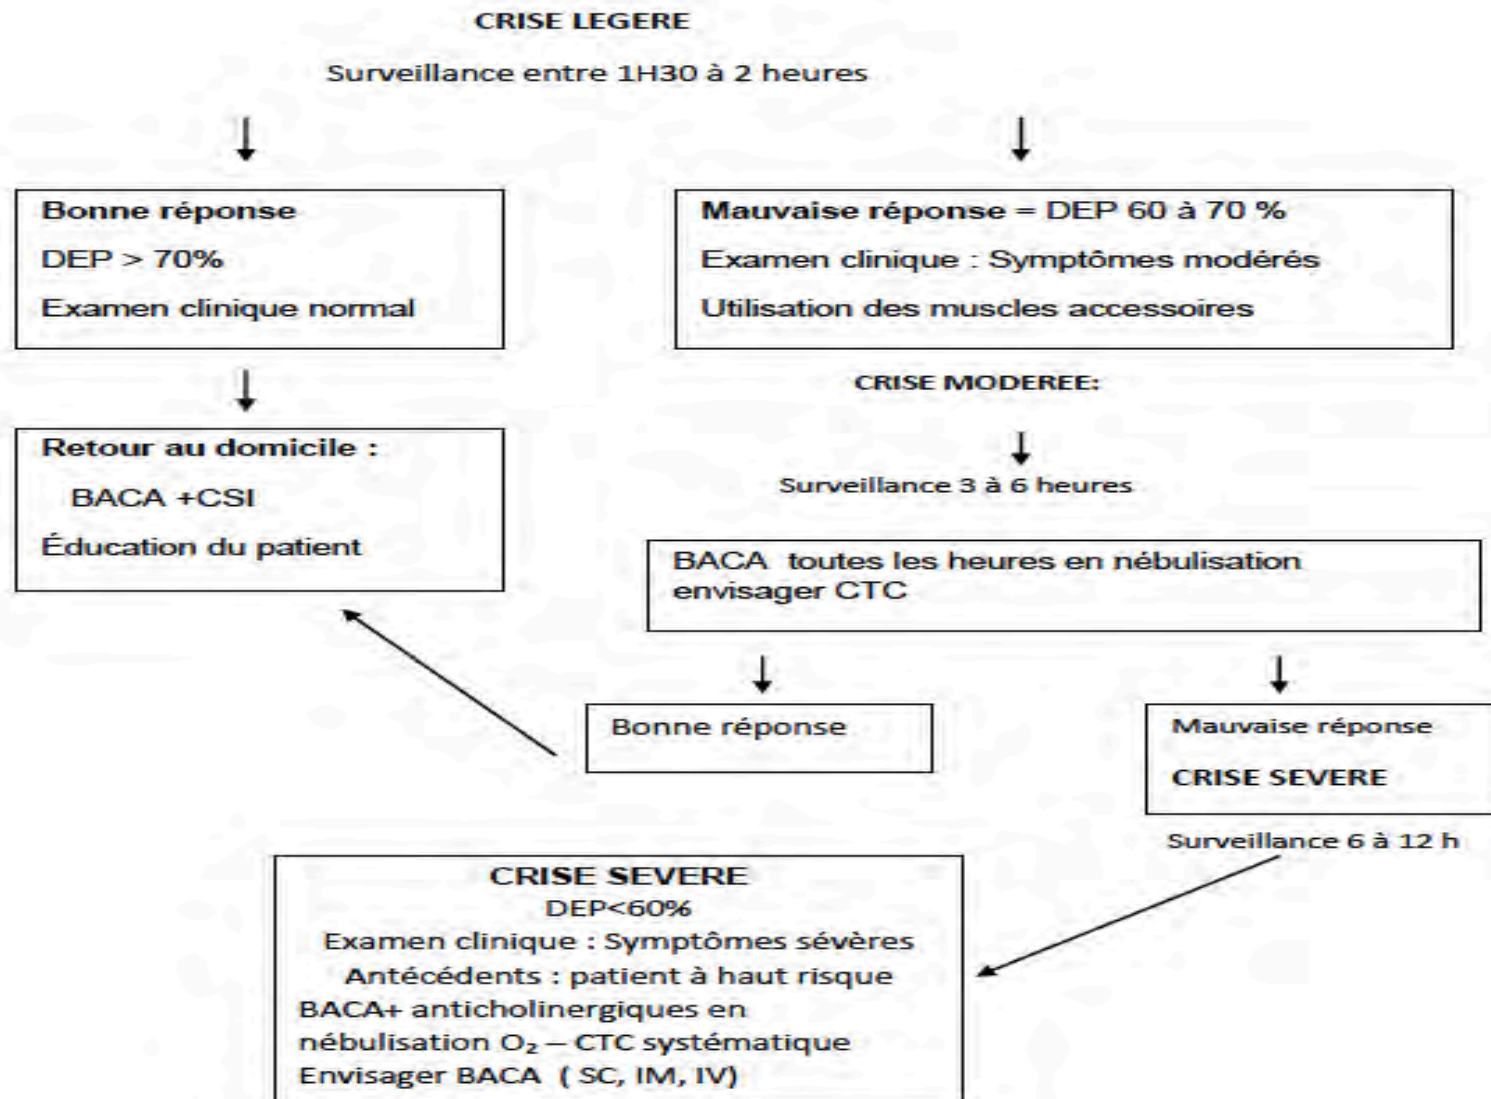 CRISE LEGERE
Surveillance entre 1H30 à 2 heures
Bonne réponse
DEP > 70%
Examen clinique normal
Mauvaise réponse = DEP 60 à 70 %
Examen clinique : Symptômes modérés
Utilisation des muscles accessoires
CRISE MODEREE:
Retour au domicile :
BACA +CSI
Éducation du patient
Surveillance 3 à 6 heures
BACA toutes les heures en nébulisation
envisager CTC
Bonne réponse
Mauvaise réponse
CRISE SEVERE
Surveillance 6 à 12 h
CRISE SEVERE
DEP<60%
Examen clinique : Symptômes sévères
Antécédents : patient à haut risque
BACA+ anticholinergiques en
nébulisation O₂ – CTC systématique
Envisager BACA ( SC, IM, IV)